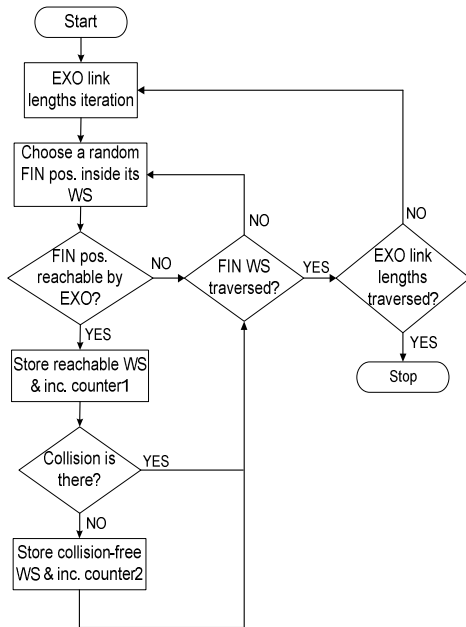 Start
EXO link
lengths iteration
Choose a random
FIN pos. inside its
WS
NO
NO
FIN pos.
reachable by
EXO?
NO
FIN WS
traversed?
YES
EXO link
lengths
traversed?
YES
YES
Store reachable WS
& inc. counter1
Stop
Collision is
there?
YES
NO
Store collision-free
WS & inc. counter2